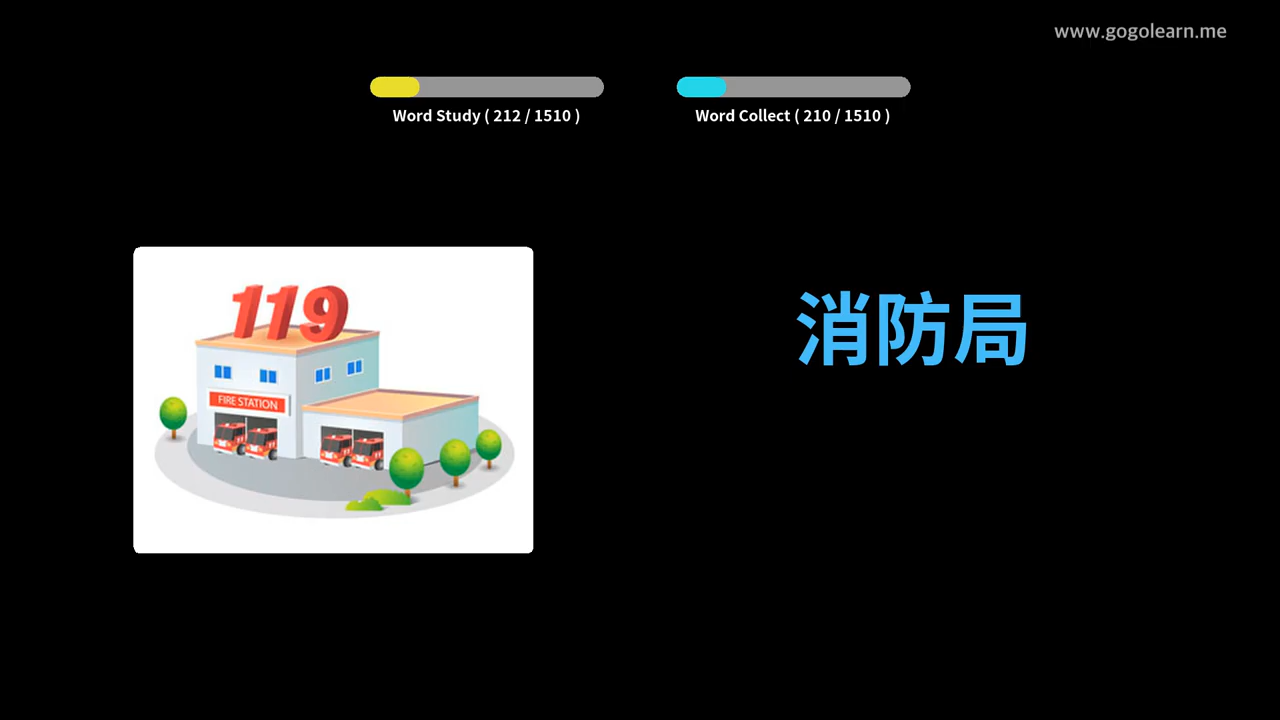 www.gogolearn.me
Word Study ( 212 / 1510 )
Word Collect ( 210 / 1510 )
119
FIRE STATION
消防局